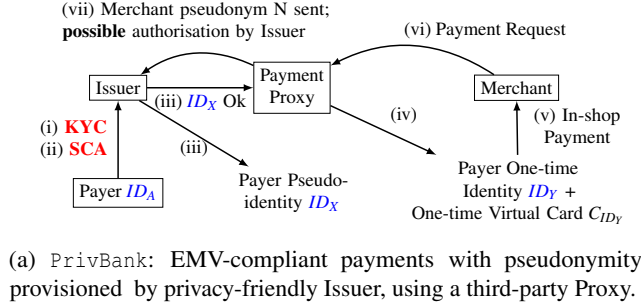 (vii) Merchant pseudonym N sent;
possible authorisation by Issuer
(vi) Payment Request
Issuer
Payment
Proxy
Merchant
(iii) ID_X Ok
(i) KYC
(ii) SCA
(iii)
(iv)
(v) In-shop
Payment
Payer ID_A
Payer Pseudo-
identity ID_X
Payer One-time
Identity ID_Y +
One-time Virtual Card C_{ID_Y}
(a) PrivBank: EMV-compliant payments with pseudonymity
provisioned by privacy-friendly Issuer, using a third-party Proxy.